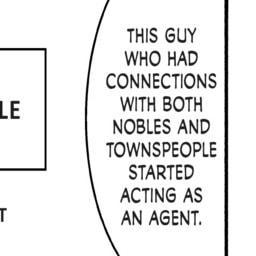 THIS GUY
WHO HAD
CONNECTIONS
WITH BOTH
NOBLES AND
TOWNSPEOPLE
STARTED
ACTING AS
AN AGENT.
LE
T